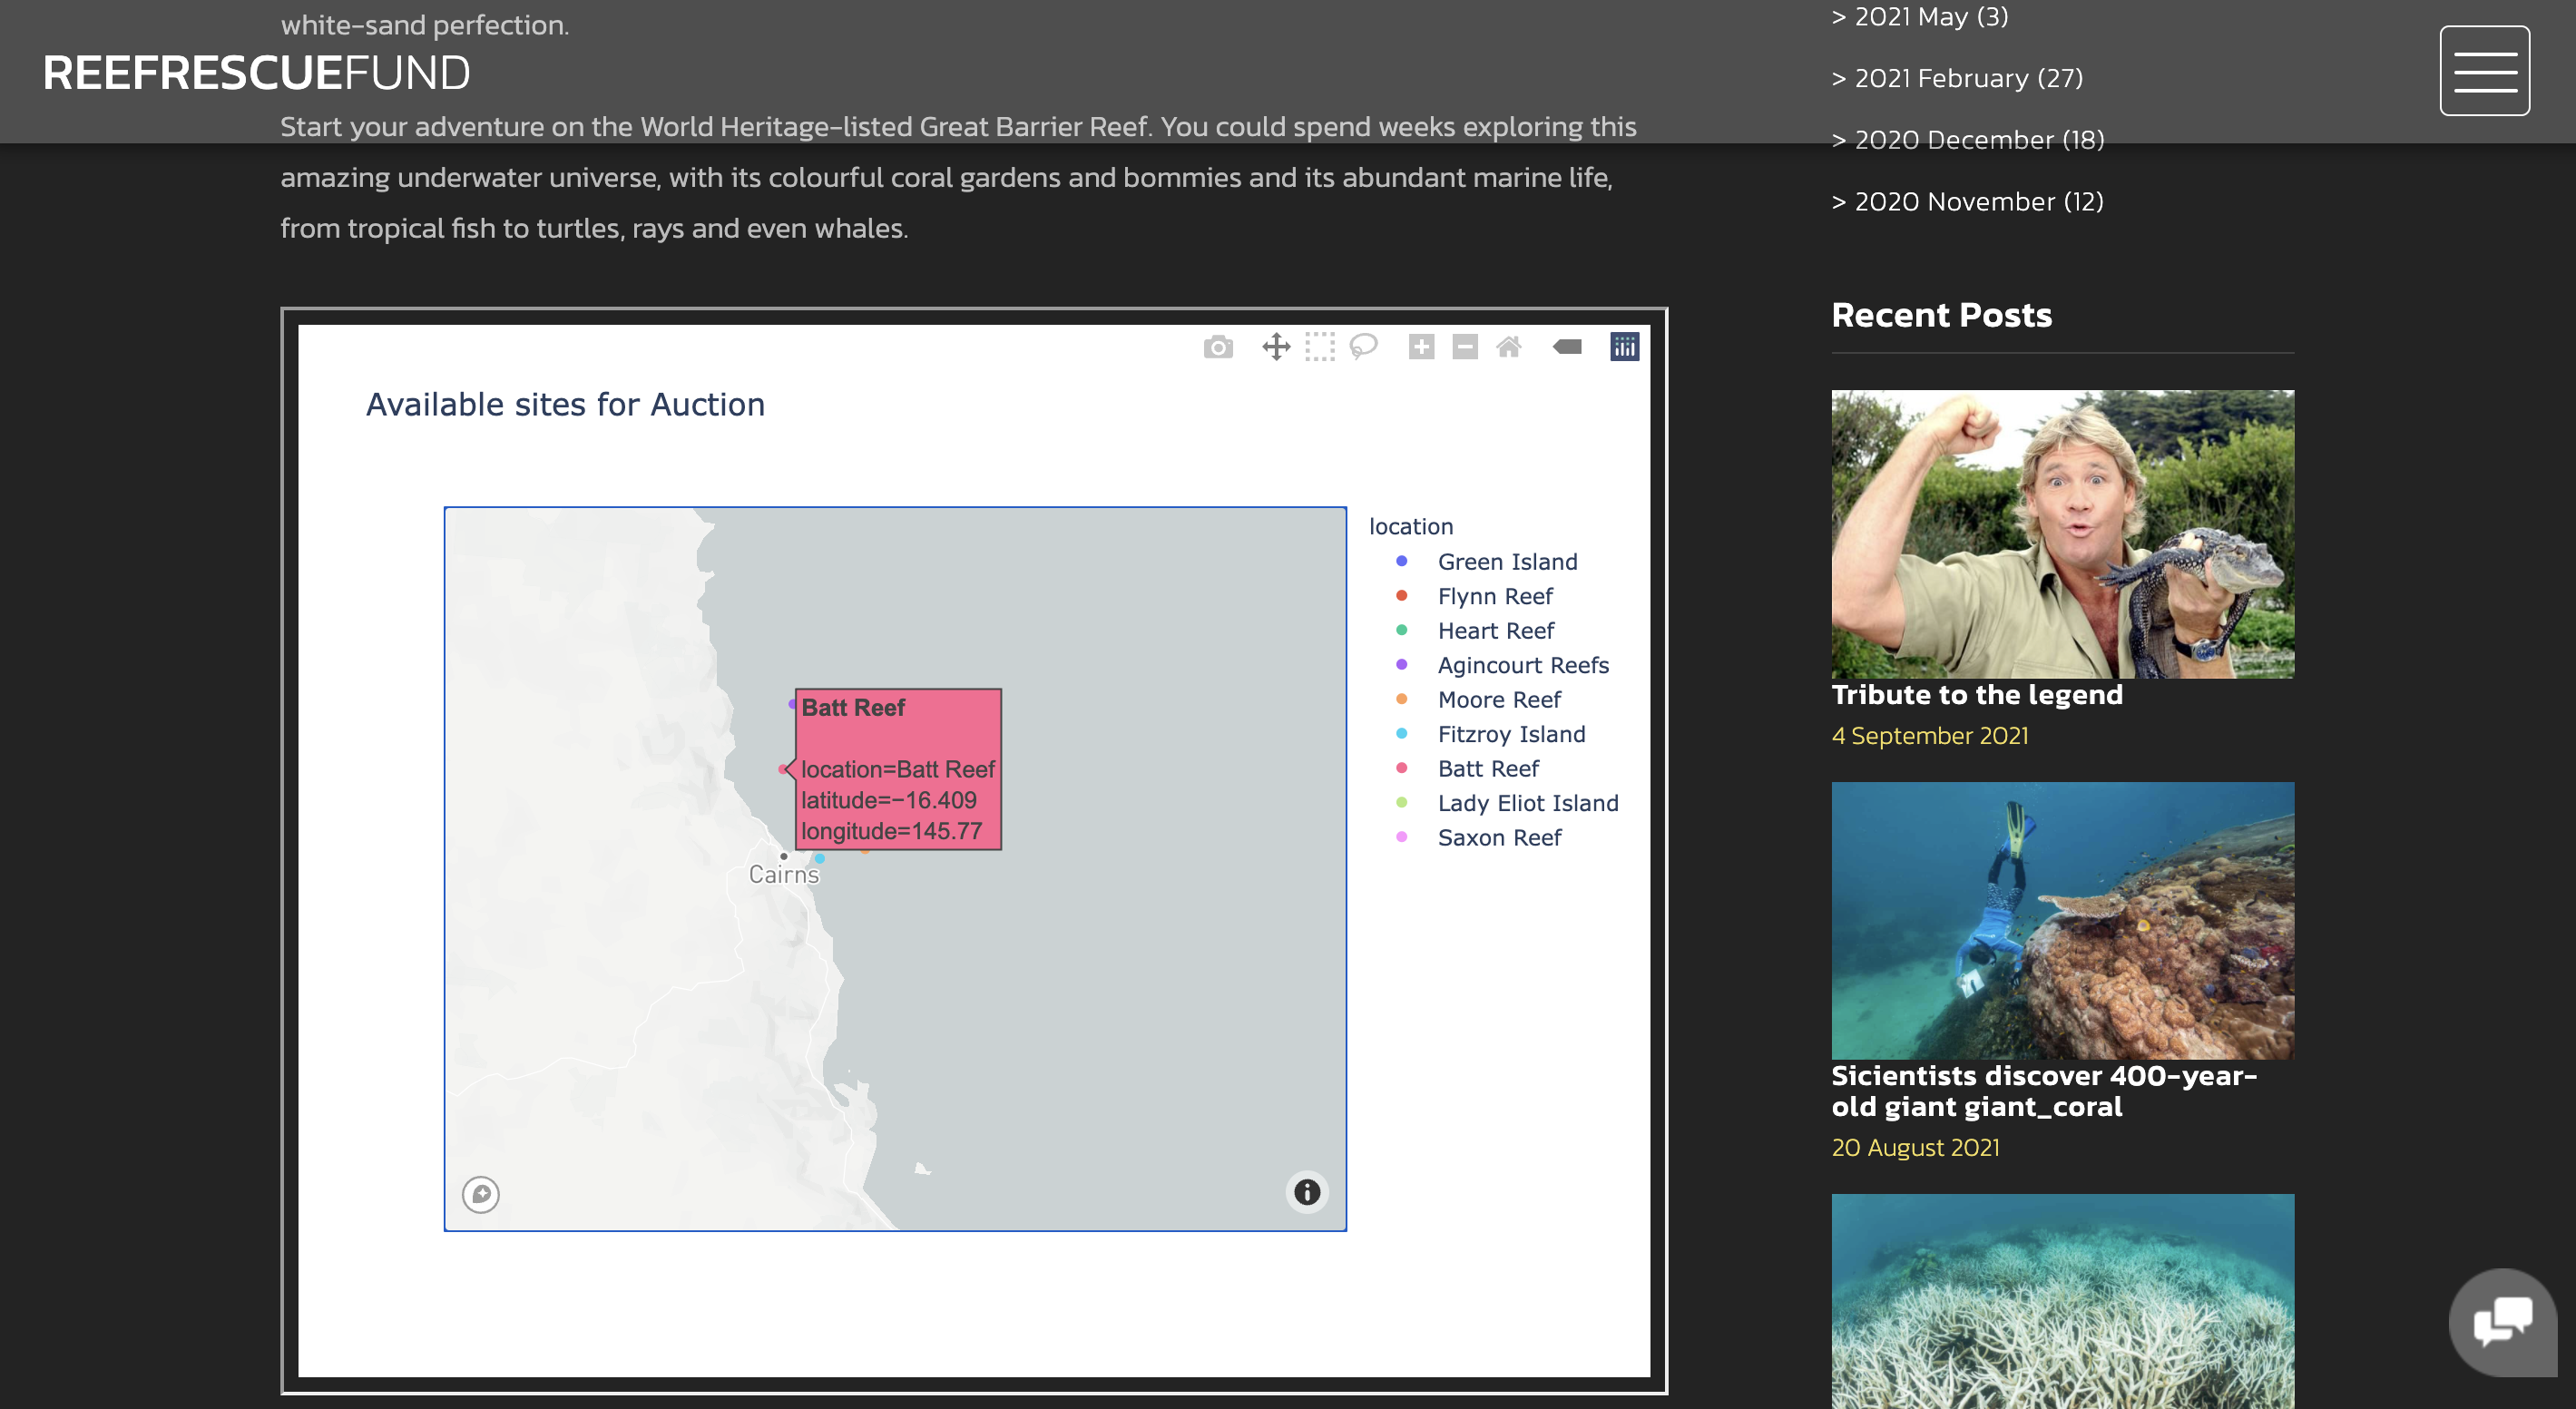 white-sand perfection.
REEFRESCUEFUND
Start your adventure on the World Heritage-listed Great Barrier Reef. You could spend weeks exploring this
amazing underwater universe, with its colourful coral gardens and bommies and its abundant marine life,
from tropical fish to turtles, rays and even whales.
Available sites for Auction
Batt Reef
location=Batt Reef
latitude=−16.409
longitude=145.77
Cairns
location
Green Island
Flynn Reef
Heart Reef
Agincourt Reefs
Moore Reef
Fitzroy Island
Batt Reef
Lady Eliot Island
Saxon Reef
> 2021 May (3)
> 2021 February (27)
> 2020 December (18)
> 2020 November (12)
Recent Posts
Tribute to the legend
4 September 2021
Sicientists discover 400-year-
old giant giant_coral
20 August 2021